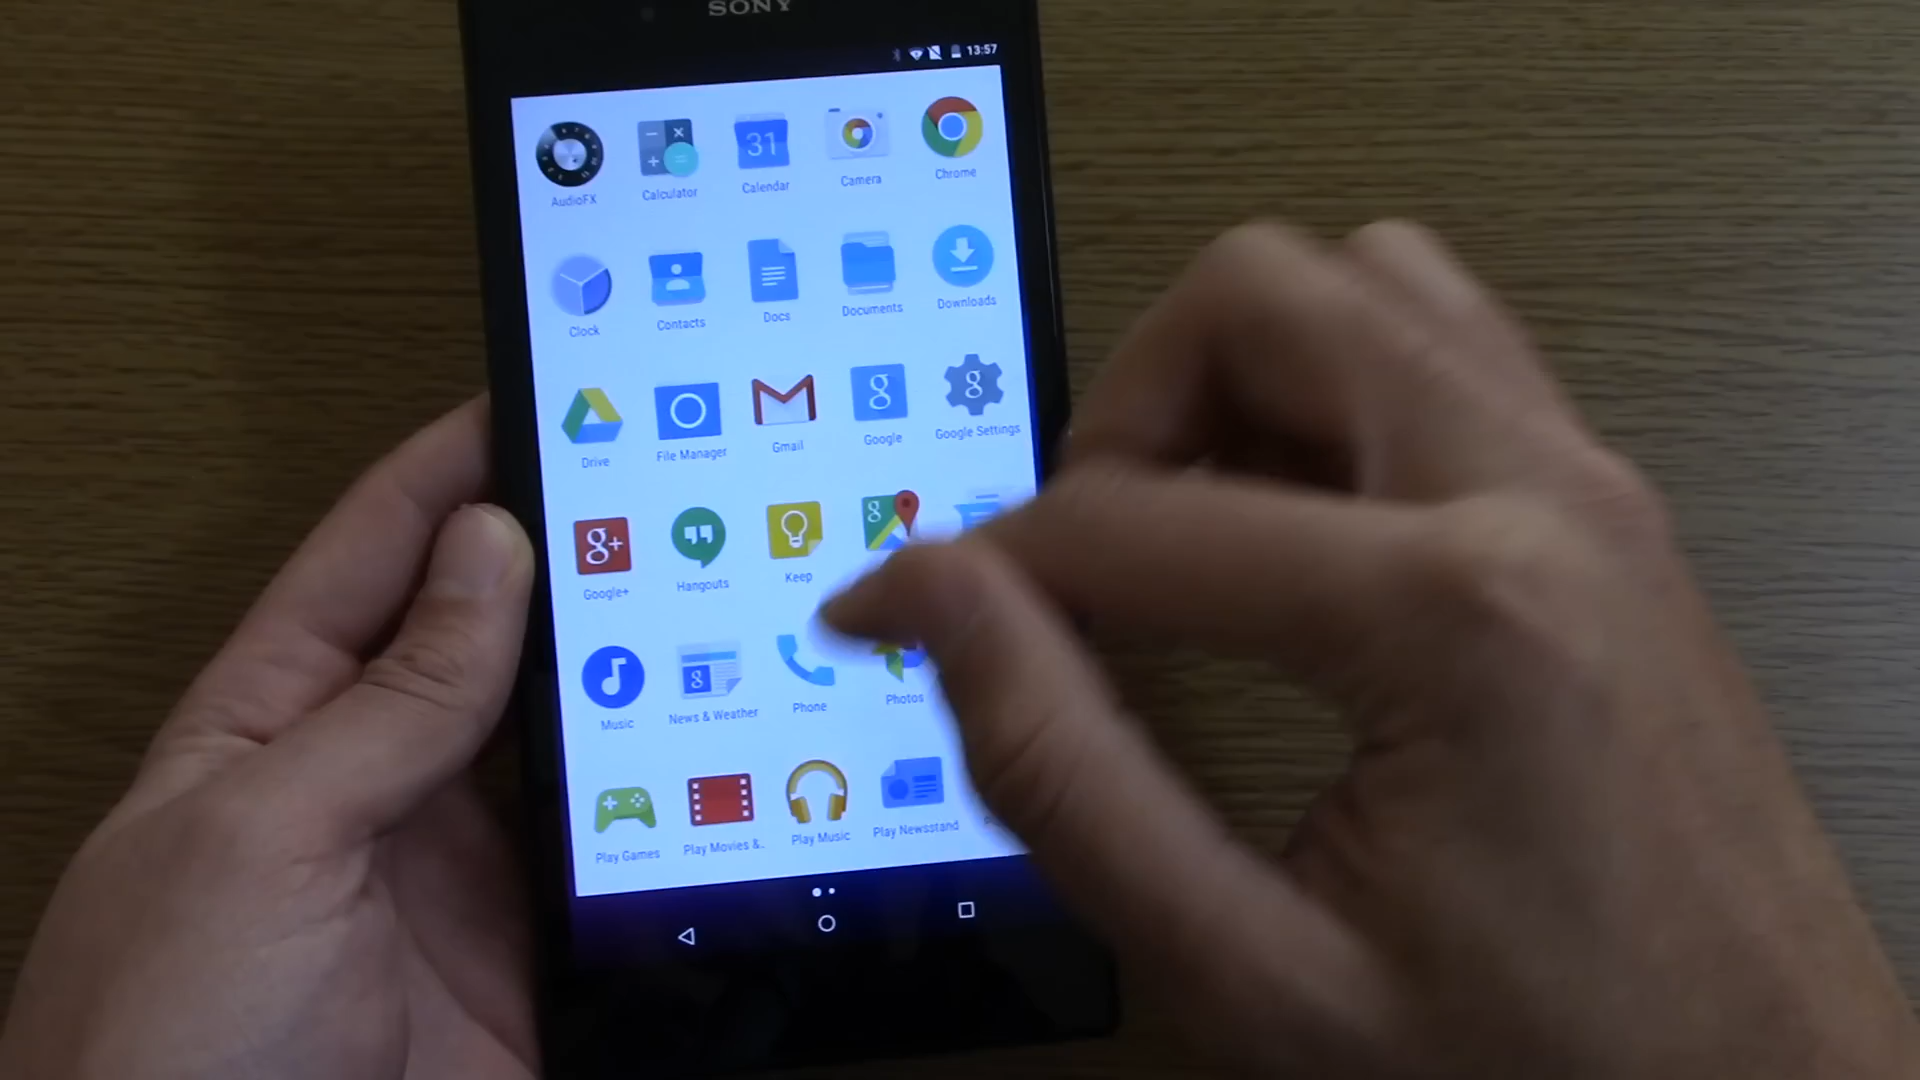 SONY
13:57
31
AudioFX
Calculator
Calendar
Camera
Chrome
Clock
Contacts
Docs
Documents
Downloads
g
g
Drive
File Manager
Gmail
Google
Google Settings
g+
g
Google+
Hangouts
Keep
g
Music
News & Weather
Phone
Photos
Play Games
Play Movies &..
Play Music
Play Newsstand